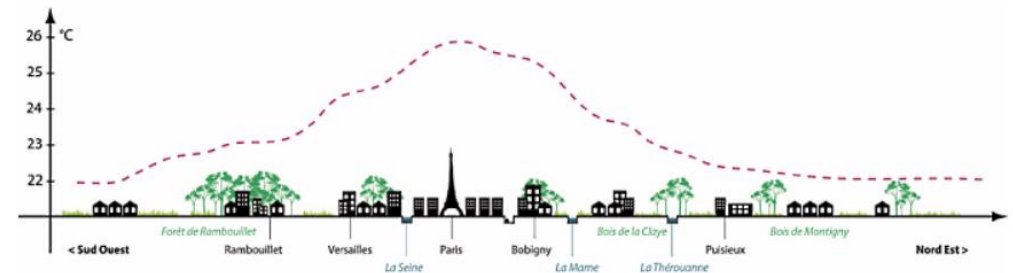 26 °C
25
24
23
22
Forêt de Rambouillet
Bois de la Claye
Bois de Montigny
< Sud Ouest
Rambouillet
Versailles
Paris
Bobigny
Puisieux
Nord Est >
La Seine
La Marne
La Thérouanne